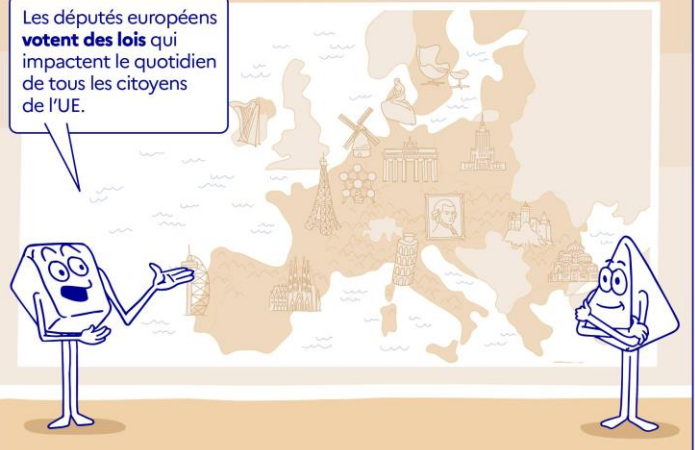 Les députés européens
votent des lois qui
impactent le quotidien
de tous les citoyens
de l'UE.